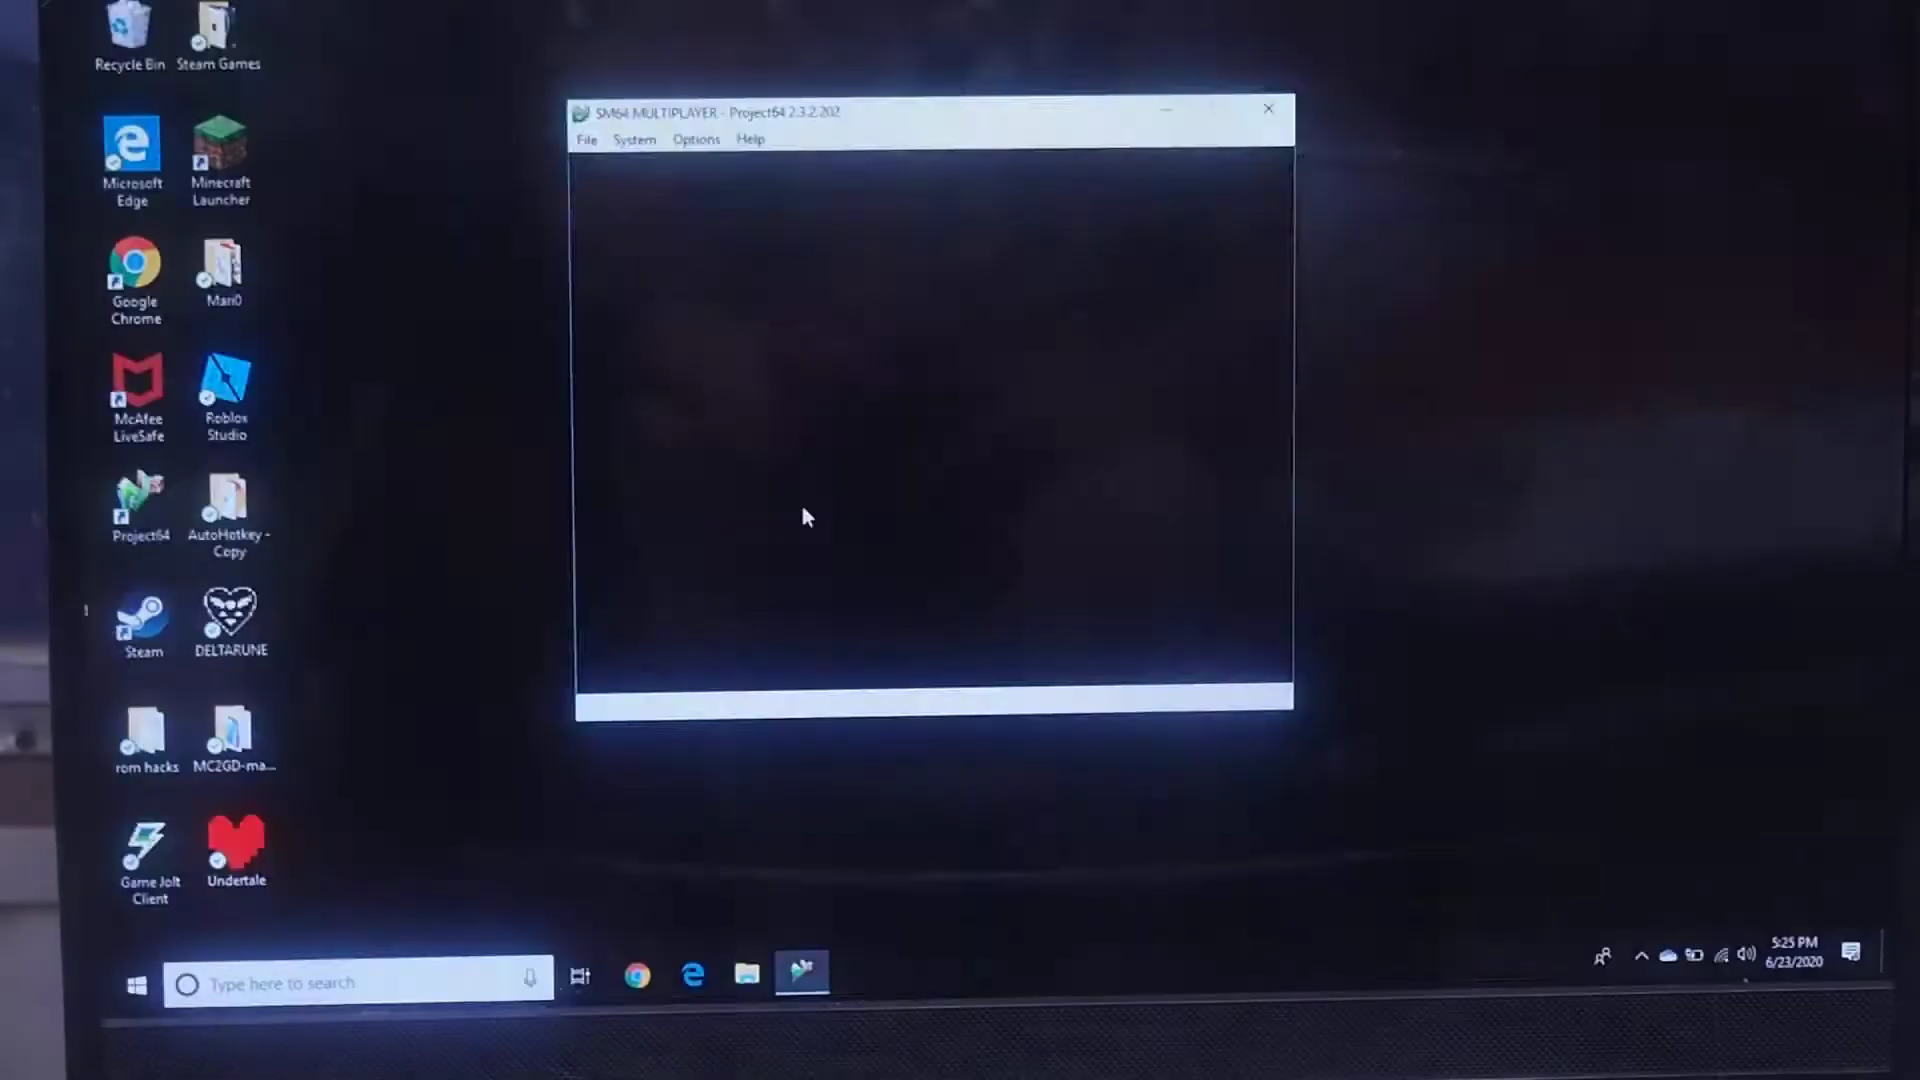 Recycle Bin
Steam Games
Microsoft
Edge
Minecraft
Launcher
Google
Chrome
Mari0
McAfee
LiveSafe
Roblox
Studio
Project64
AutoHotkey -
Copy
Steam
DELTARUNE
rom hacks
MC2GD-ma...
Game Jolt
Client
Undertale
SM64 MULTIPLAYER - Project64 2.3.2.202
File System Options Help
Type here to search
5:25 PM
6/23/2020